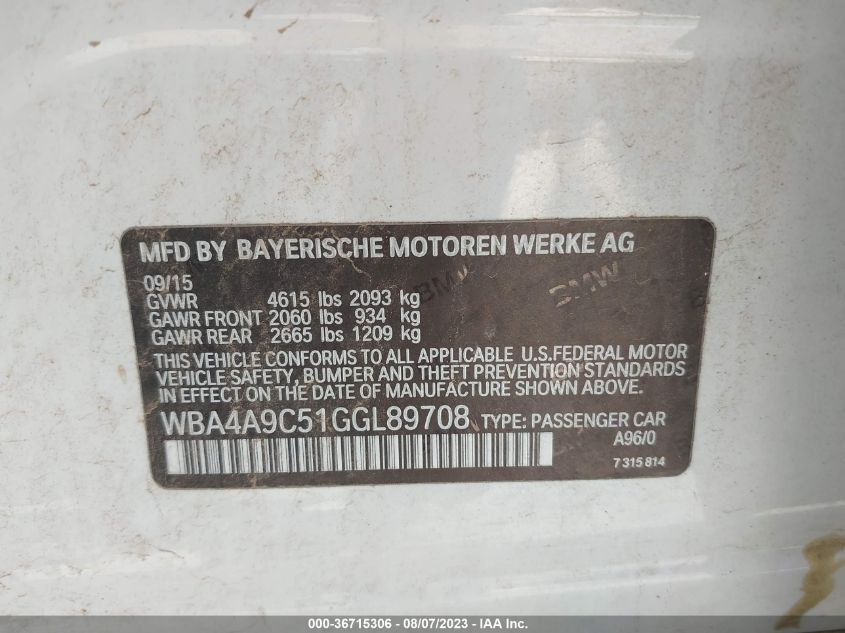 MFD BY BAYERISCHE MOTOREN WERKE AG
09/15
GVWR 4615 lbs 2093 kg
GAWR FRONT 2060 lbs 934 kg
GAWR REAR 2665 lbs 1209 kg
THIS VEHICLE CONFORMS TO ALL APPLICABLE U.S.FEDERAL MOTOR
VEHICLE SAFETY, BUMPER AND THEFT PREVENTION STANDARDS
IN EFFECT ON THE DATE OF MANUFACTURE SHOWN ABOVE.
WBA4A9C51GGL89708 TYPE: PASSENGER CAR
A96/0
7315814
BMW
BMW
000-36715306 - 08/07/2023 - IAA Inc.